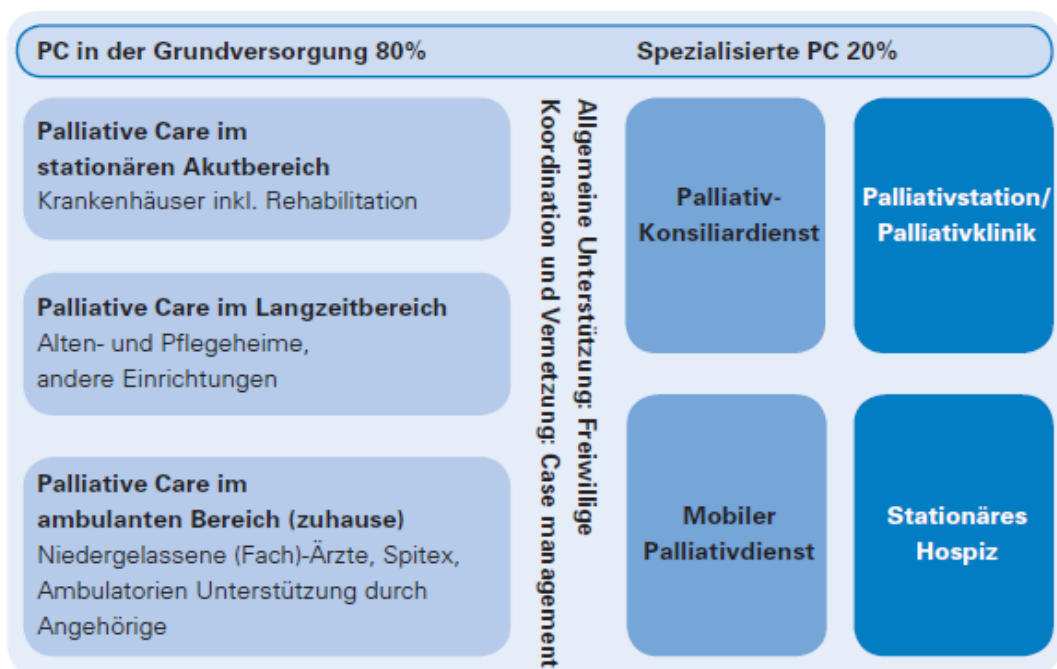 PC in der Grundversorgung 80%
Spezialisierte PC 20%
Palliative Care im
stationären Akutbereich
Krankenhäuser inkl. Rehabilitation
Palliative Care im Langzeitbereich
Alten- und Pflegeheime,
andere Einrichtungen
Palliative Care im
ambulanten Bereich (zuhause)
Niedergelassene (Fach)-Ärzte, Spitex,
Ambulatorien Unterstützung durch
Angehörige
Allgemeine Unterstützung: Freiwillige
Koordination und Vernetzung: Case management
Palliativ-
Konsiliardienst
Palliativstation/
Palliativklinik
Mobiler
Palliativdienst
Stationäres
Hospiz